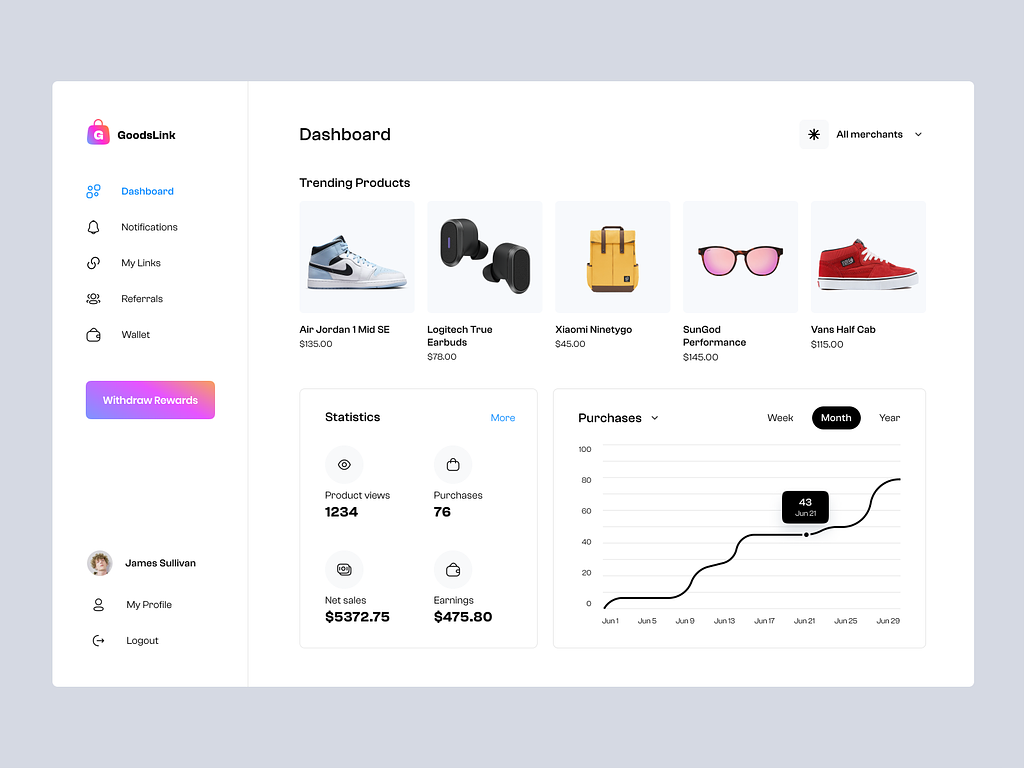 G
GoodsLink
Dashboard
Notifications
My Links
Referrals
Wallet
Withdraw Rewards
James Sullivan
My Profile
Logout
Dashboard
All merchants
Trending Products
Air Jordan 1 Mid SE
$135.00
Logitech True
Earbuds
$78.00
Xiaomi Ninetygo
$45.00
SunGod
Performance
$145.00
Vans Half Cab
$115.00
Statistics
More
Product views
1234
Purchases
76
Net sales
$5372.75
Earnings
$475.80
Purchases
Week
Month
Year
100
80
60
40
20
0
43
Jun 21
Jun 1
Jun 5
Jun 9
Jun 13
Jun 17
Jun 21
Jun 25
Jun 29